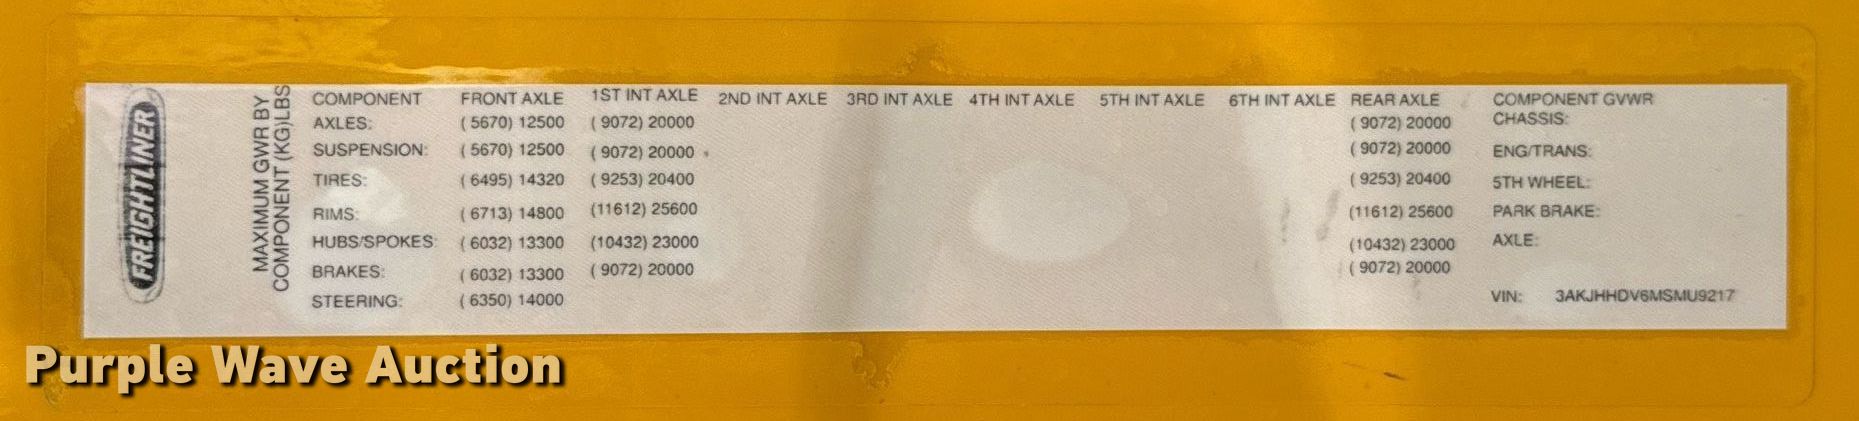 FREIGHTLINER
MAXIMUM GWR BY
COMPONENT (KG)LBS
COMPONENT FRONT AXLE 1ST INT AXLE 2ND INT AXLE 3RD INT AXLE 4TH INT AXLE 5TH INT AXLE 6TH INT AXLE REAR AXLE COMPONENT GVWR
AXLES: ( 5670) 12500 ( 9072) 20000 ( 9072) 20000 CHASSIS:
SUSPENSION: ( 5670) 12500 ( 9072) 20000 ( 9072) 20000 ENG/TRANS:
TIRES: ( 6495) 14320 ( 9253) 20400 ( 9253) 20400 5TH WHEEL:
RIMS: ( 6713) 14800 (11612) 25600 (11612) 25600 PARK BRAKE:
HUBS/SPOKES: ( 6032) 13300 (10432) 23000 (10432) 23000 AXLE:
BRAKES: ( 6032) 13300 ( 9072) 20000 ( 9072) 20000
STEERING: ( 6350) 14000 VIN: 3AKJHHDV6MSMU9217
Purple Wave Auction